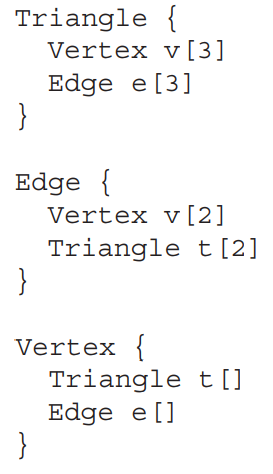 Triangle {
Vertex v[3]
Edge e[3]
}
Edge {
Vertex v[2]
Triangle t[2]
}
Vertex {
Triangle t[]
Edge e[]
}